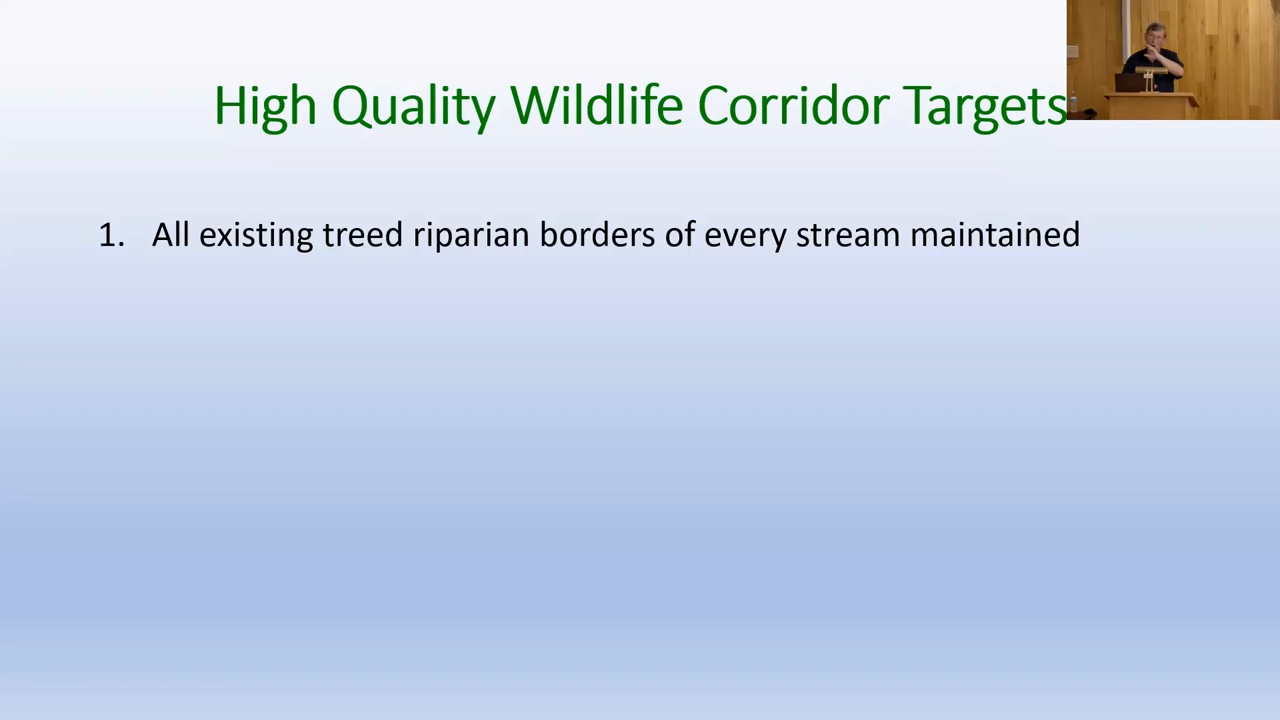 High Quality Wildlife Corridor Targets
1. All existing treed riparian borders of every stream maintained